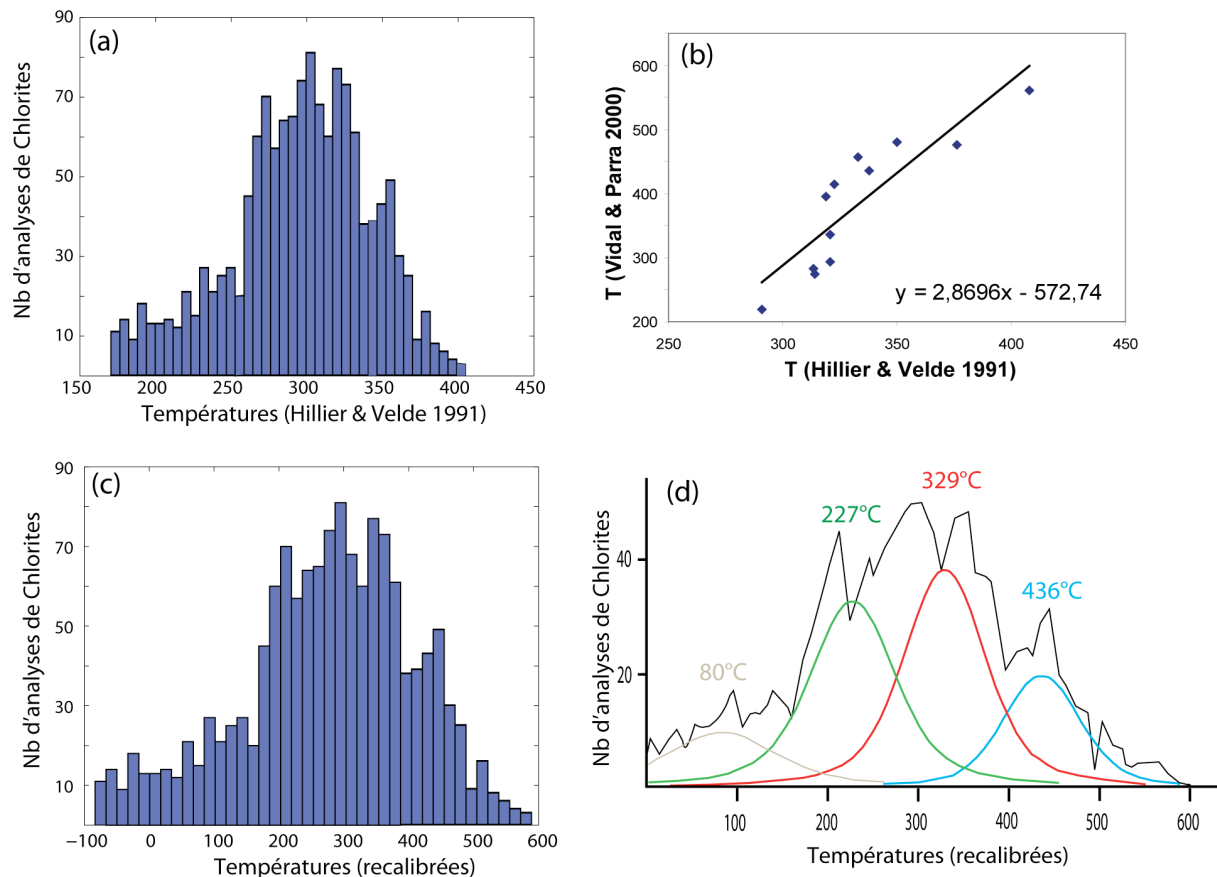 (a)
Nb d'analyses de Chlorites
90
70
50
30
10
150 200 250 300 350 400 450
Températures (Hillier & Velde 1991)
(b)
T (Vidal & Parra 2000)
600
500
400
300
200
y = 2,8696x - 572,74
250 300 350 400 450
T (Hillier & Velde 1991)
(c)
Nb d'analyses de Chlorites
90
70
50
30
10
−100 0 100 200 300 400 500 600
Températures (recalibrées)
(d)
Nb d'analyses de Chlorites
40
20
80°C
227°C
329°C
436°C
100 200 300 400 500 600
Températures (recalibrées)